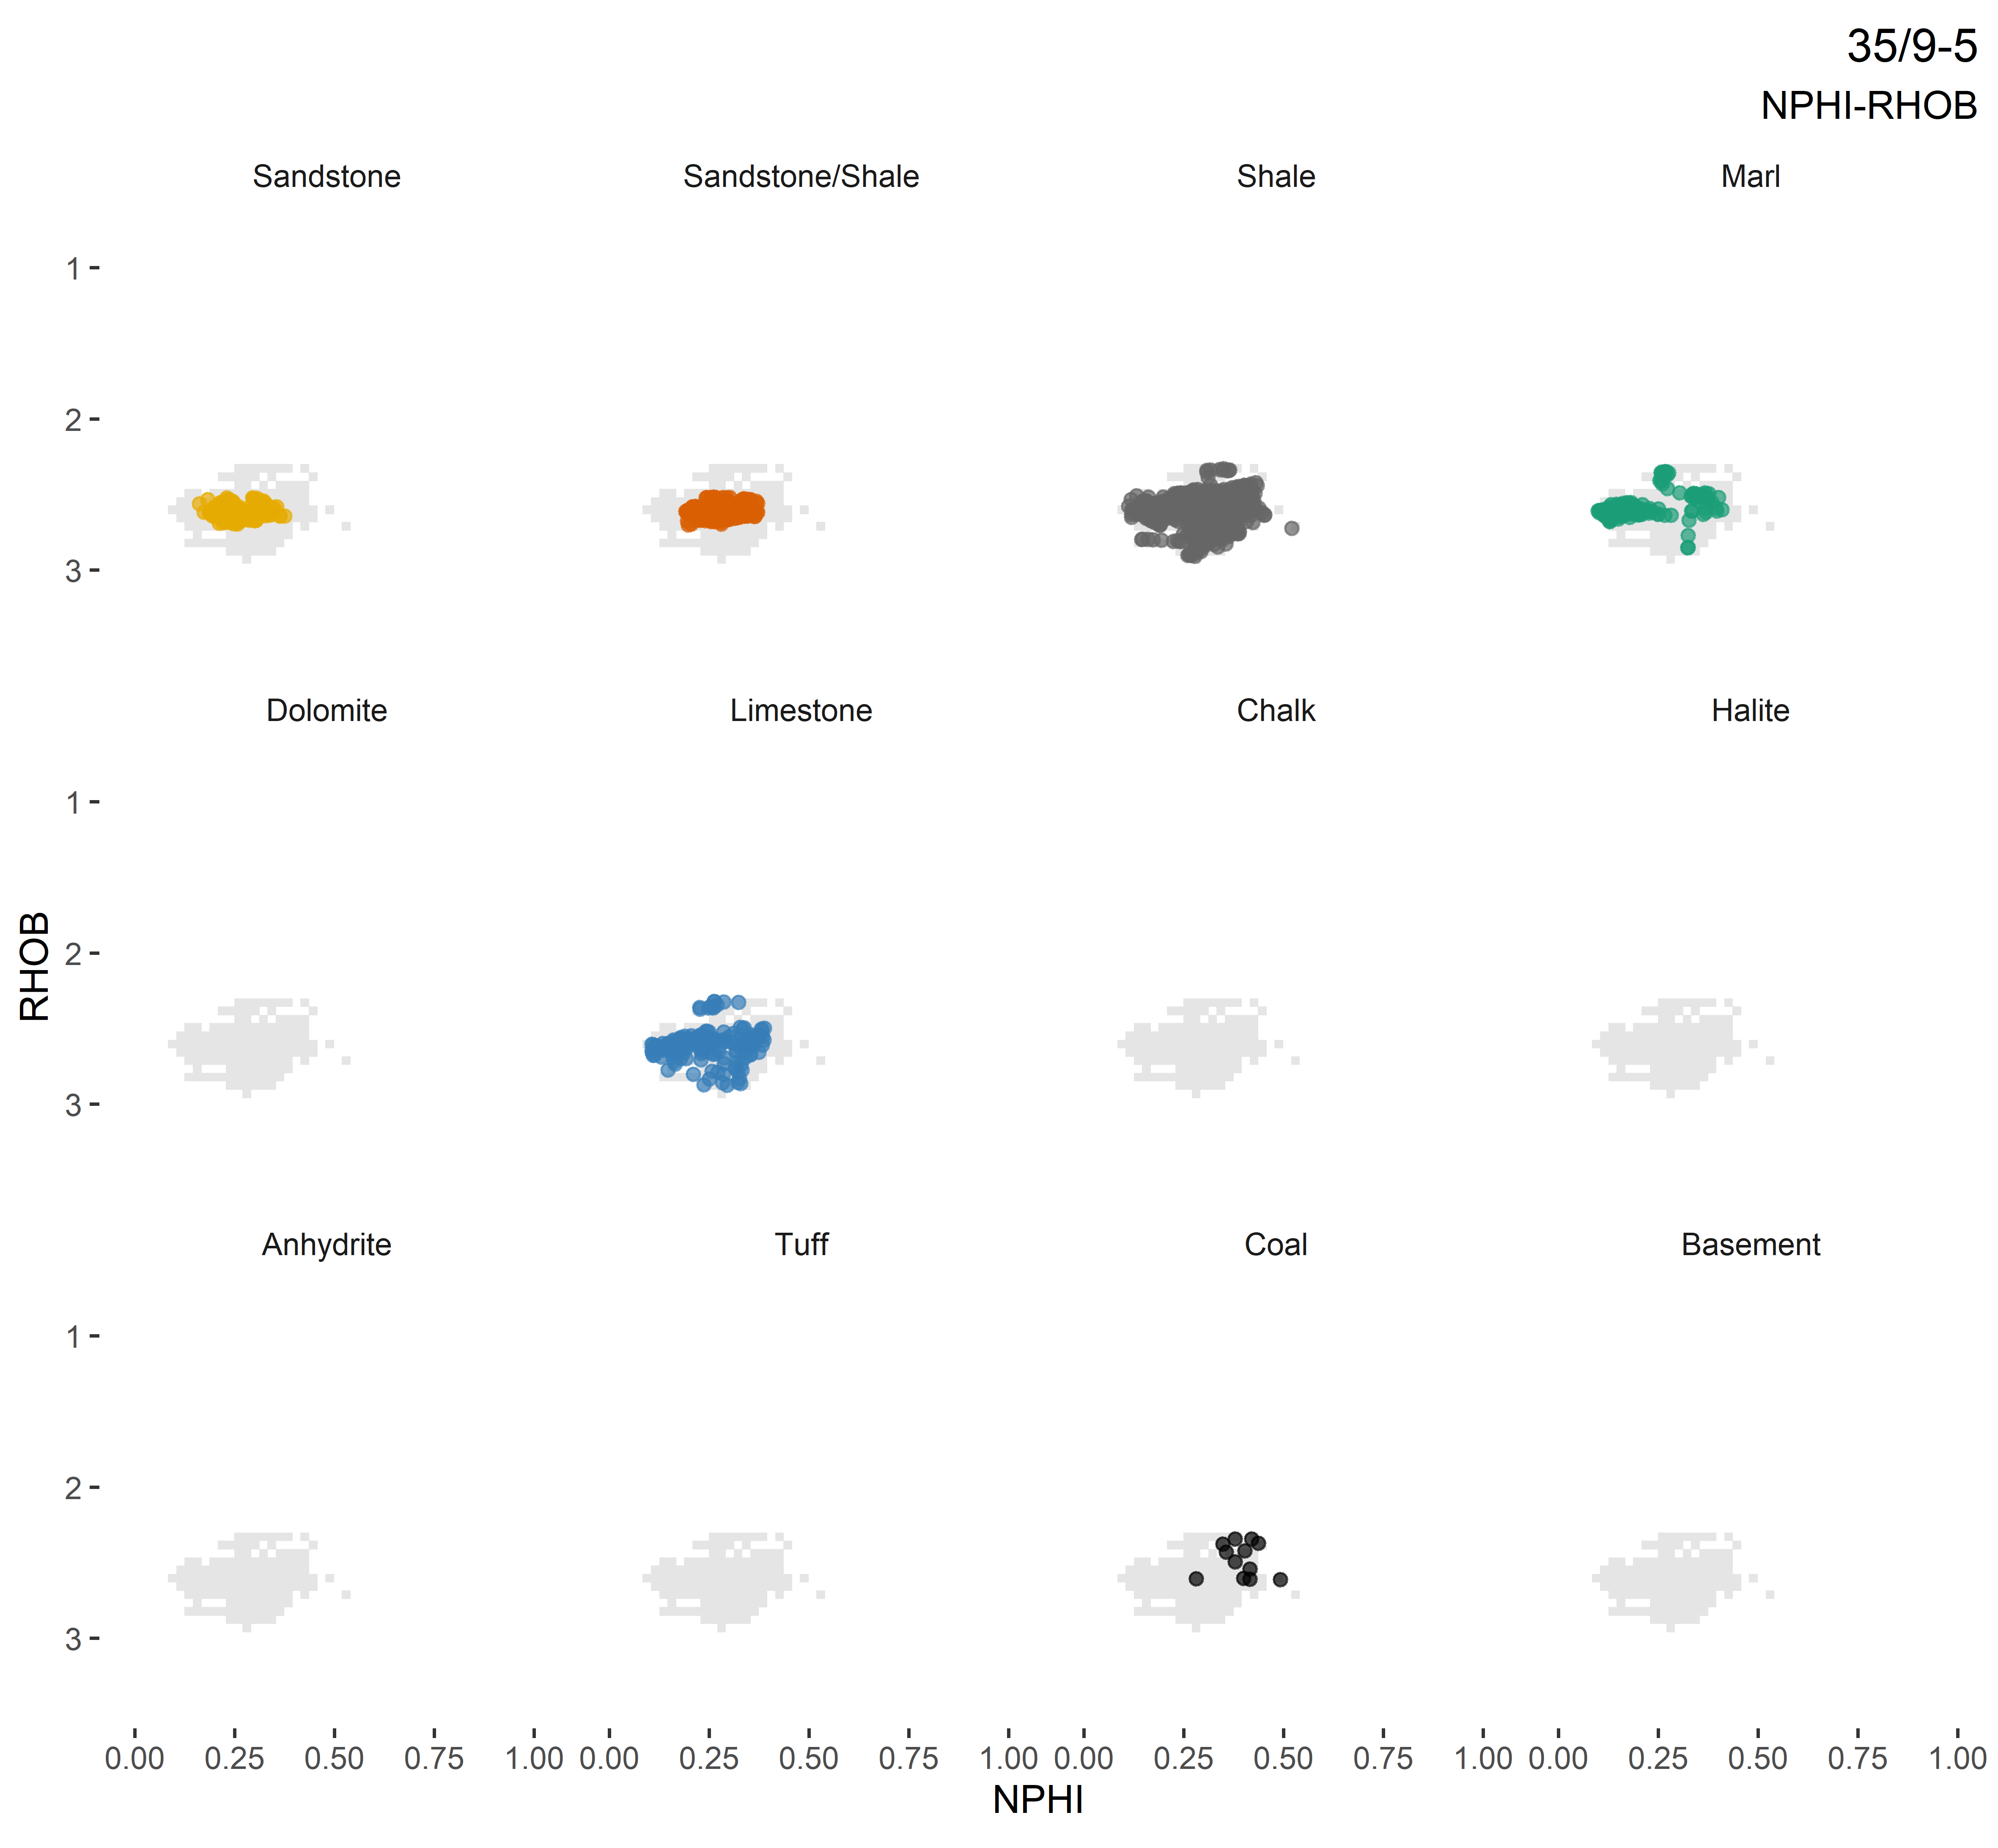 35/9-5
NPHI-RHOB
Sandstone Sandstone/Shale Shale Marl
1
2
3
Dolomite Limestone Chalk Halite
1
2
3
Anhydrite Tuff Coal Basement
1
2
3
RHOB
0.00 0.25 0.50 0.75 1.00 0.00 0.25 0.50 0.75 1.00 0.00 0.25 0.50 0.75 1.00 0.00 0.25 0.50 0.75 1.00
NPHI